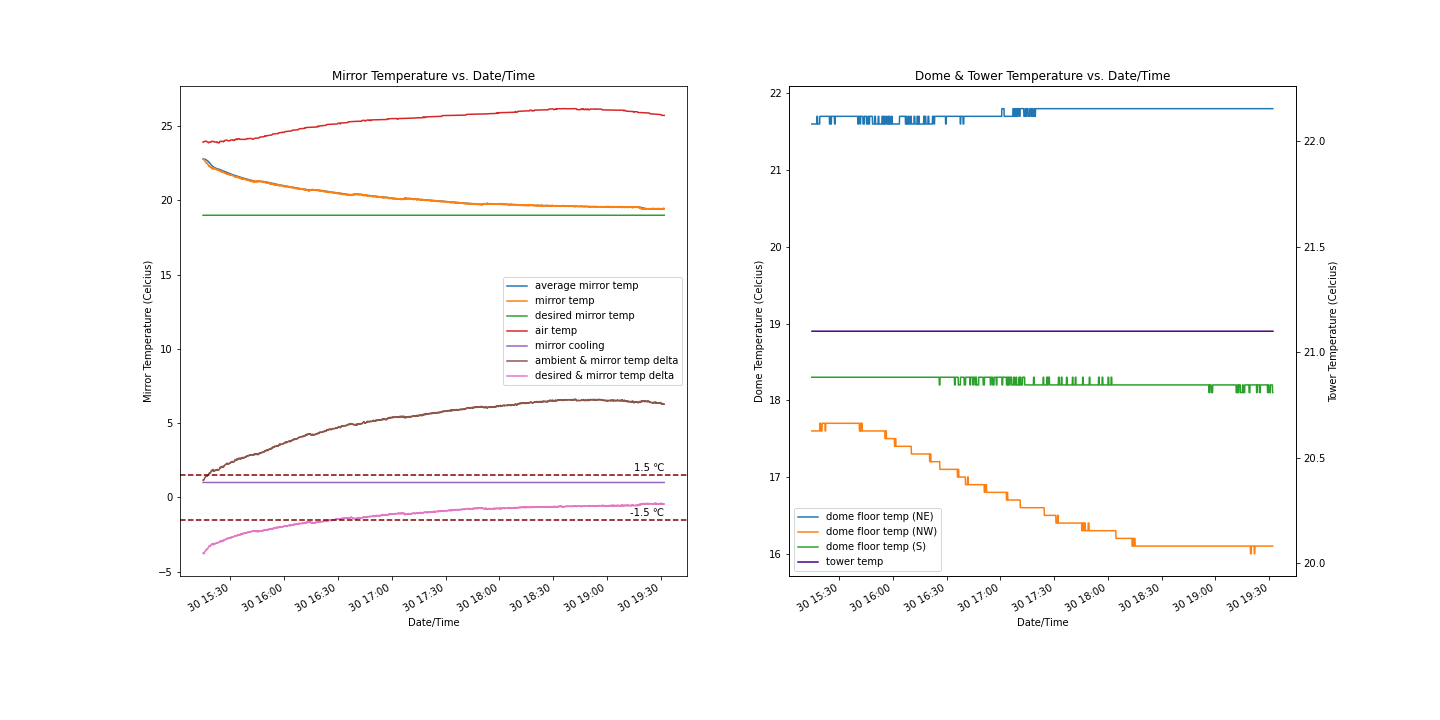 Mirror Temperature vs. Date/Time
Mirror Temperature (Celcius)
25
20
15
10
5
0
−5
average mirror temp
mirror temp
desired mirror temp
air temp
mirror cooling
ambient & mirror temp delta
desired & mirror temp delta
1.5 °C
-1.5 °C
30 15:30
30 16:00
30 16:30
30 17:00
30 17:30
30 18:00
30 18:30
30 19:00
30 19:30
Date/Time
Dome & Tower Temperature vs. Date/Time
Dome Temperature (Celcius)
22
21
20
19
18
17
16
dome floor temp (NE)
dome floor temp (NW)
dome floor temp (S)
tower temp
22.0
21.5
21.0
20.5
20.0
Tower Temperature (Celcius)
30 15:30
30 16:00
30 16:30
30 17:00
30 17:30
30 18:00
30 18:30
30 19:00
30 19:30
Date/Time